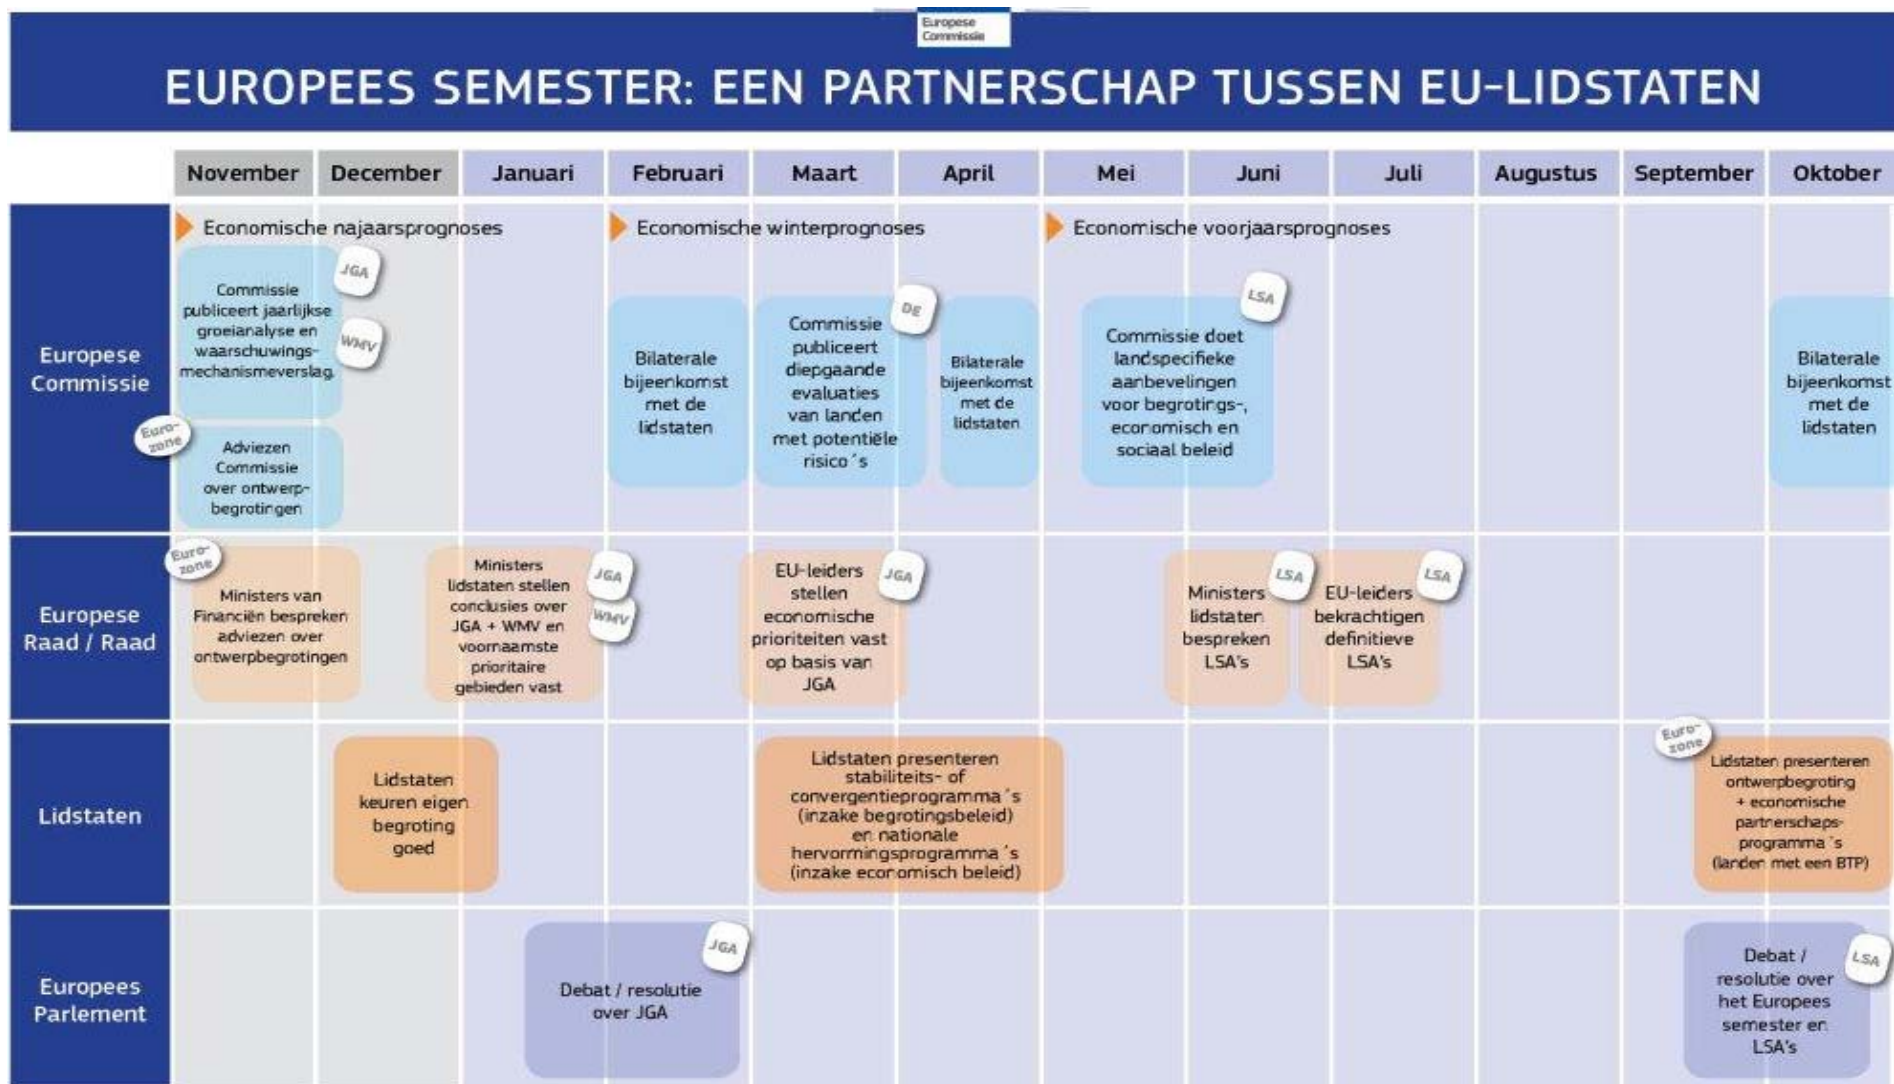 Europese
Commissie
EUROPEES SEMESTER: EEN PARTNERSCHAP TUSSEN EU-LIDSTATEN
November December Januari Februari Maart April Mei Juni Juli Augustus September Oktober
Europese
Commissie
Economische najaarsprognoses
Economische winterprognoses
Economische voorjaarsprognoses
Commissie
publiceert jaarlijkse
groeianalyse en
waarschuwings-
mechanismeverslag
JGA
WMV
Euro-
zone
Adviezen
Commissie
over ontwerp-
begrotingen
Bilaterale
bijeenkomst
met de
lidstaten
Commissie
publiceert
diepgaande
evaluaties
van landen
met potentiële
risico´s
DE
Bilaterale
bijeenkomst
met de
lidstaten
Commissie doet
landspecifieke
aanbevelingen
voor begrotings-,
economisch en
sociaal beleid
LSA
Bilaterale
bijeenkomst
met de
lidstaten
Europese
Raad / Raad
Euro-
zone
Ministers van
Financiën bespreken
adviezen over
ontwerpbegrotingen
Ministers
lidstaten stellen
conclusies over
JGA + WMV en
voornaamste
prioritaire
gebieden vast
JGA
WMV
EU-leiders
stellen
economische
prioriteiten vast
op basis van
JGA
JGA
Ministers
lidstaten
bespreken
LSA's
LSA
EU-leiders
bekrachtigen
definitieve
LSA's
LSA
Lidstaten
Lidstaten
keuren eigen
begroting
goed
Lidstaten presenteren
stabiliteits- of
convergentieprogramma´s
(inzake begrotingsbeleid)
en nationale
hervormingsprogramma´s
(inzake economisch beleid)
Euro-
zone
Lidstaten presenteren
ontwerpbegroting
+ economische
partnerschaps-
programma´s
(landen met een BTP)
Europees
Parlement
Debat / resolutie
over JGA
JGA
Debat /
resolutie over
het Europees
semester en
LSA's
LSA